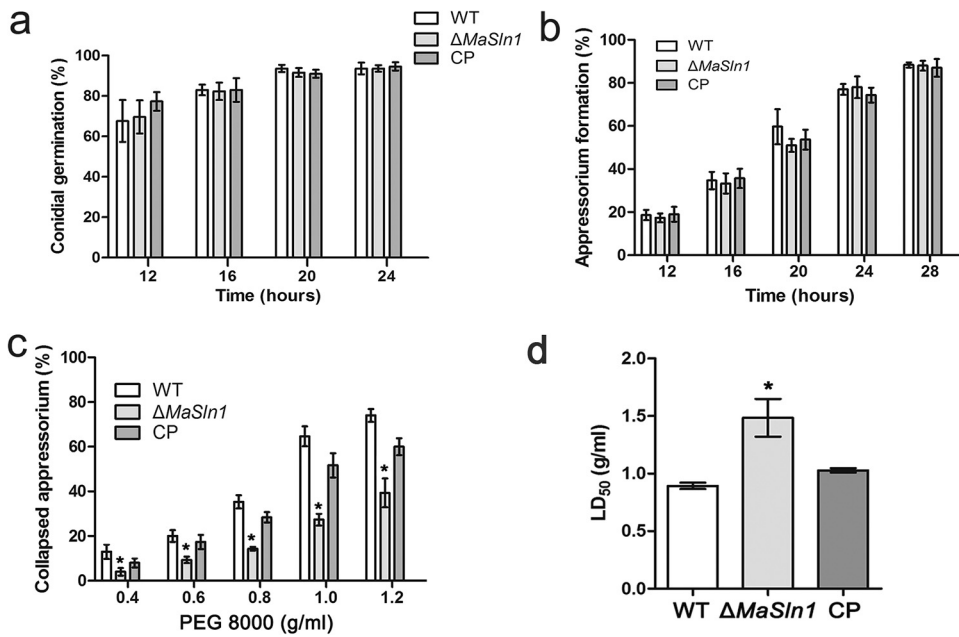 a
WT
ΔMaSln1
CP
Conidial germination (%)
100
80
60
40
20
0
12 16 20 24
Time (hours)
b
WT
ΔMaSln1
CP
Appressorium formation (%)
100
80
60
40
20
0
12 16 20 24 28
Time (hours)
c
WT
ΔMaSln1
CP
Collapsed appressorium (%)
100
80
60
40
20
0
* * * * *
0.4 0.6 0.8 1.0 1.2
PEG 8000 (g/ml)
d
LD50 (g/ml)
2.0
1.5
1.0
0.5
0.0
*
WT ΔMaSln1 CP